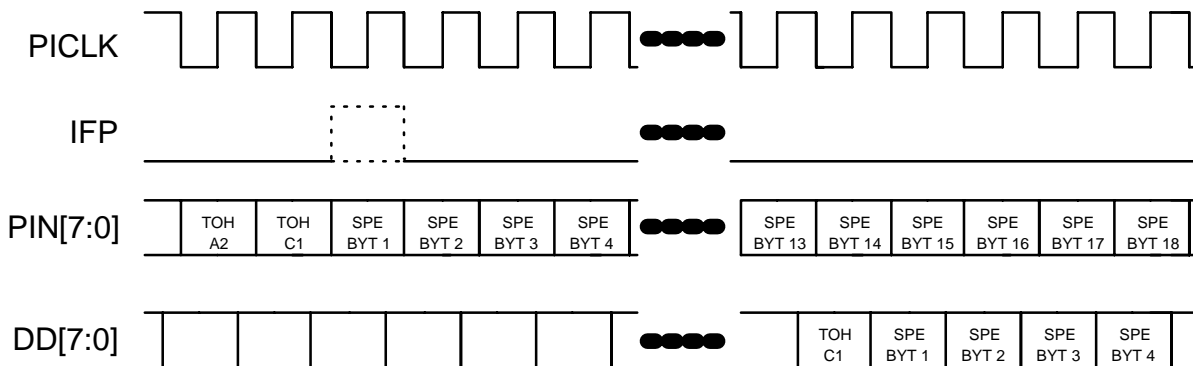 PICLK
IFP
PIN[7:0]
TOH
A2
TOH
C1
SPE
BYT 1
SPE
BYT 2
SPE
BYT 3
SPE
BYT 4
SPE
BYT 13
SPE
BYT 14
SPE
BYT 15
SPE
BYT 16
SPE
BYT 17
SPE
BYT 18
DD[7:0]
TOH
C1
SPE
BYT 1
SPE
BYT 2
SPE
BYT 3
SPE
BYT 4